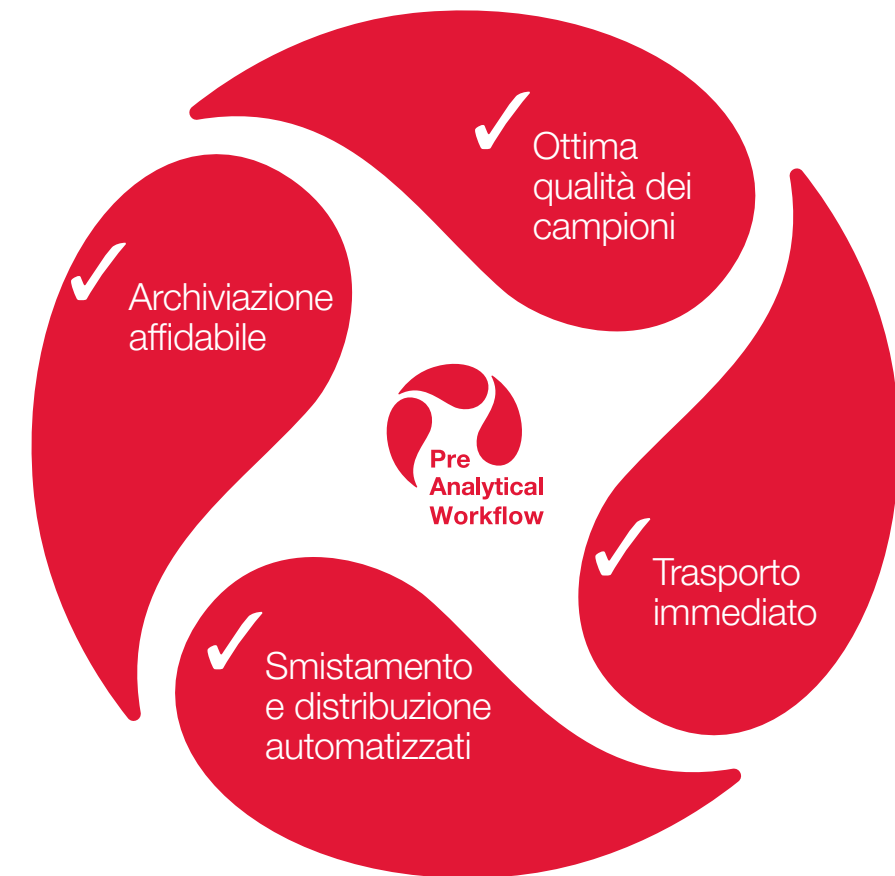 Ottima
qualità dei
campioni
Archiviazione
affidabile
Pre
Analytical
Workflow
Trasporto
immediato
Smistamento
e distribuzione
automatizzati